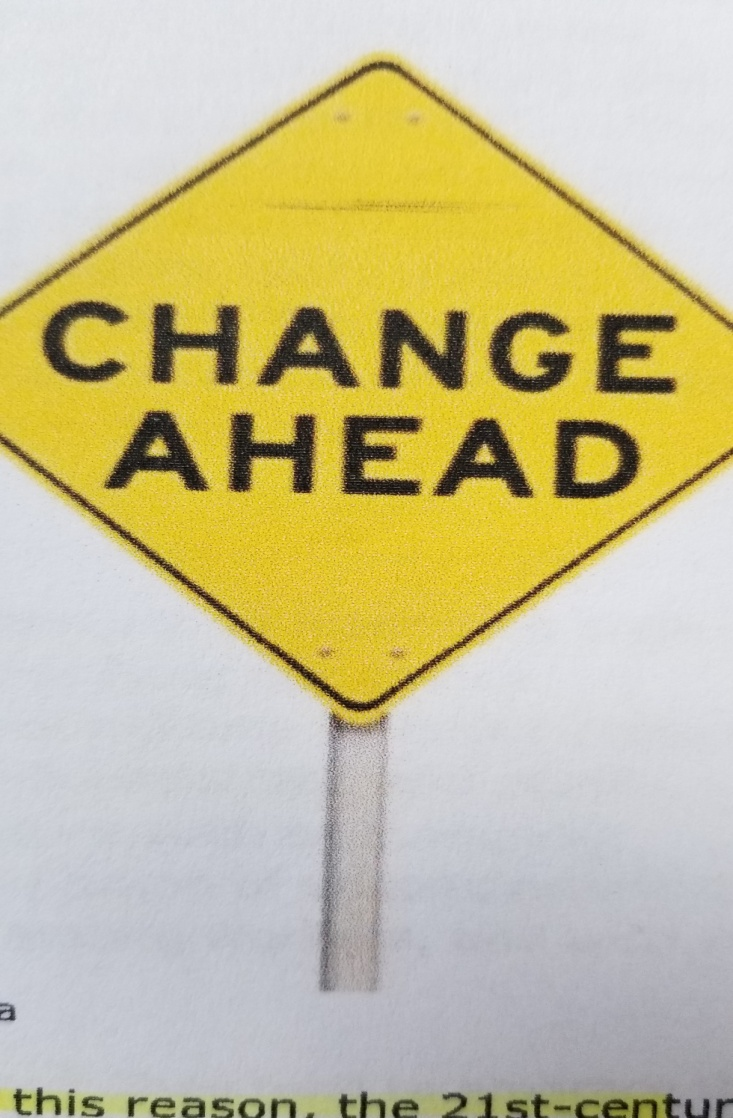 CHANGE
AHEAD
a
this reason, the 21st-centur